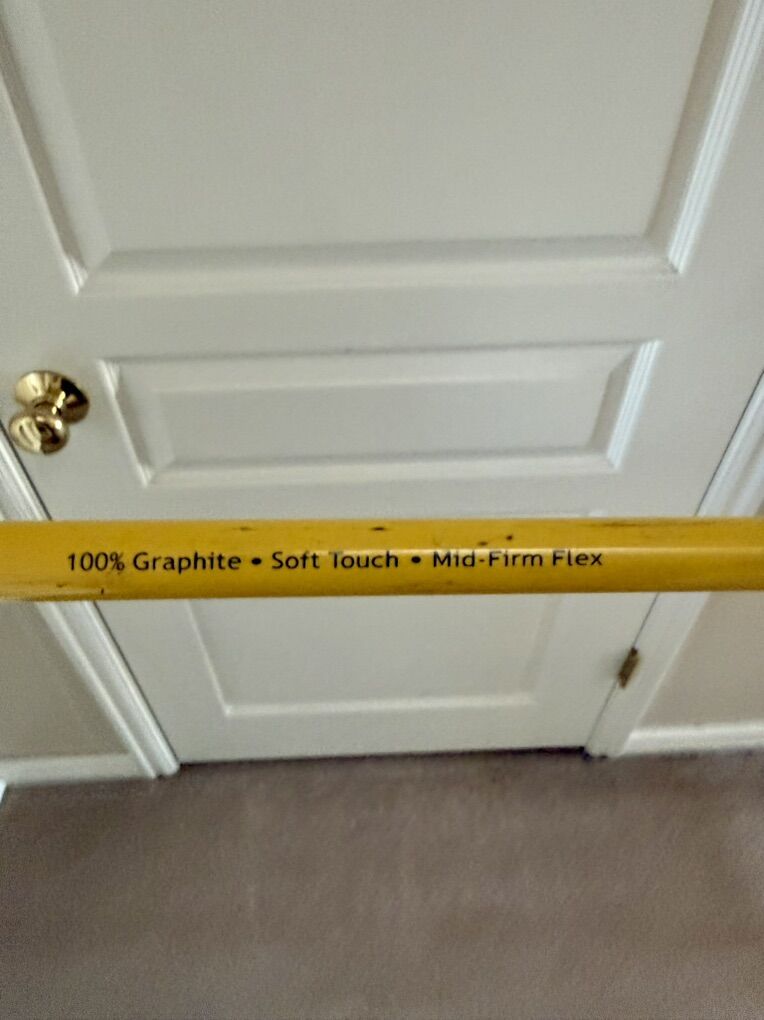 100% Graphite • Soft Touch • Mid-Firm Flex